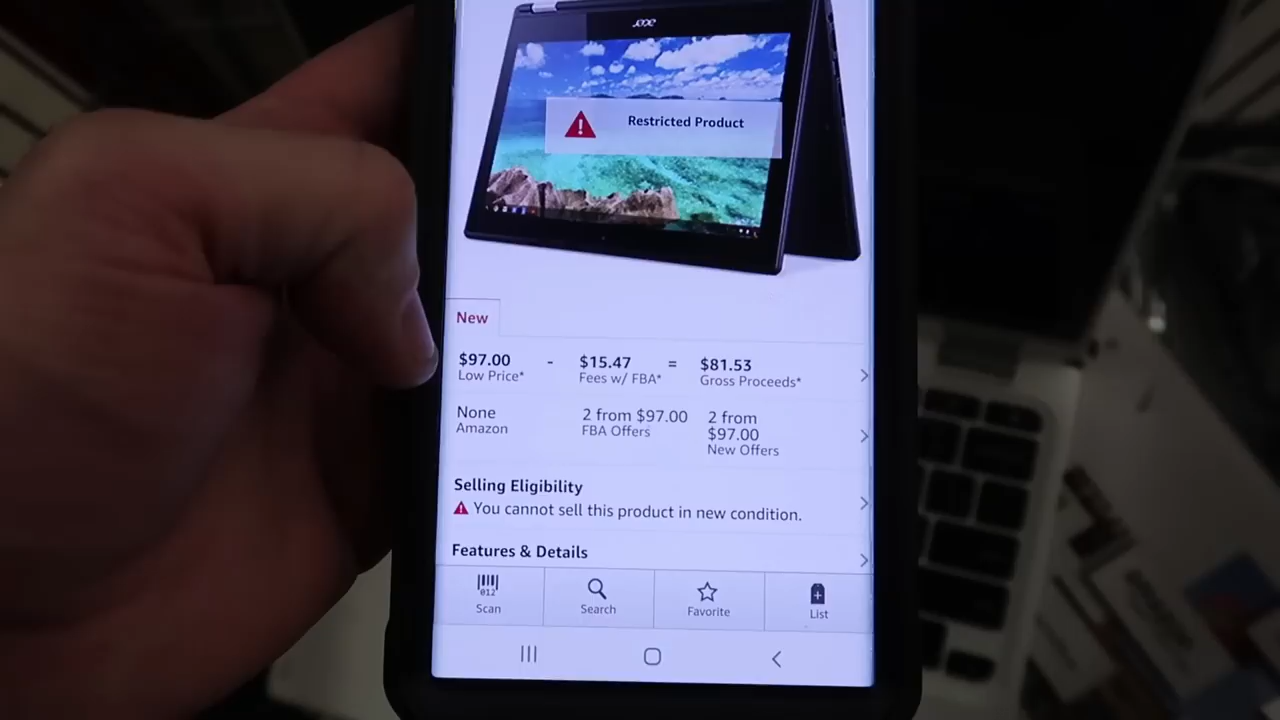 acer
Restricted Product
New
$97.00 - $15.47 = $81.53
Low Price* Fees w/ FBA* Gross Proceeds*
None 2 from $97.00 2 from
Amazon FBA Offers $97.00
New Offers
Selling Eligibility
You cannot sell this product in new condition.
Features & Details
Scan Search Favorite List